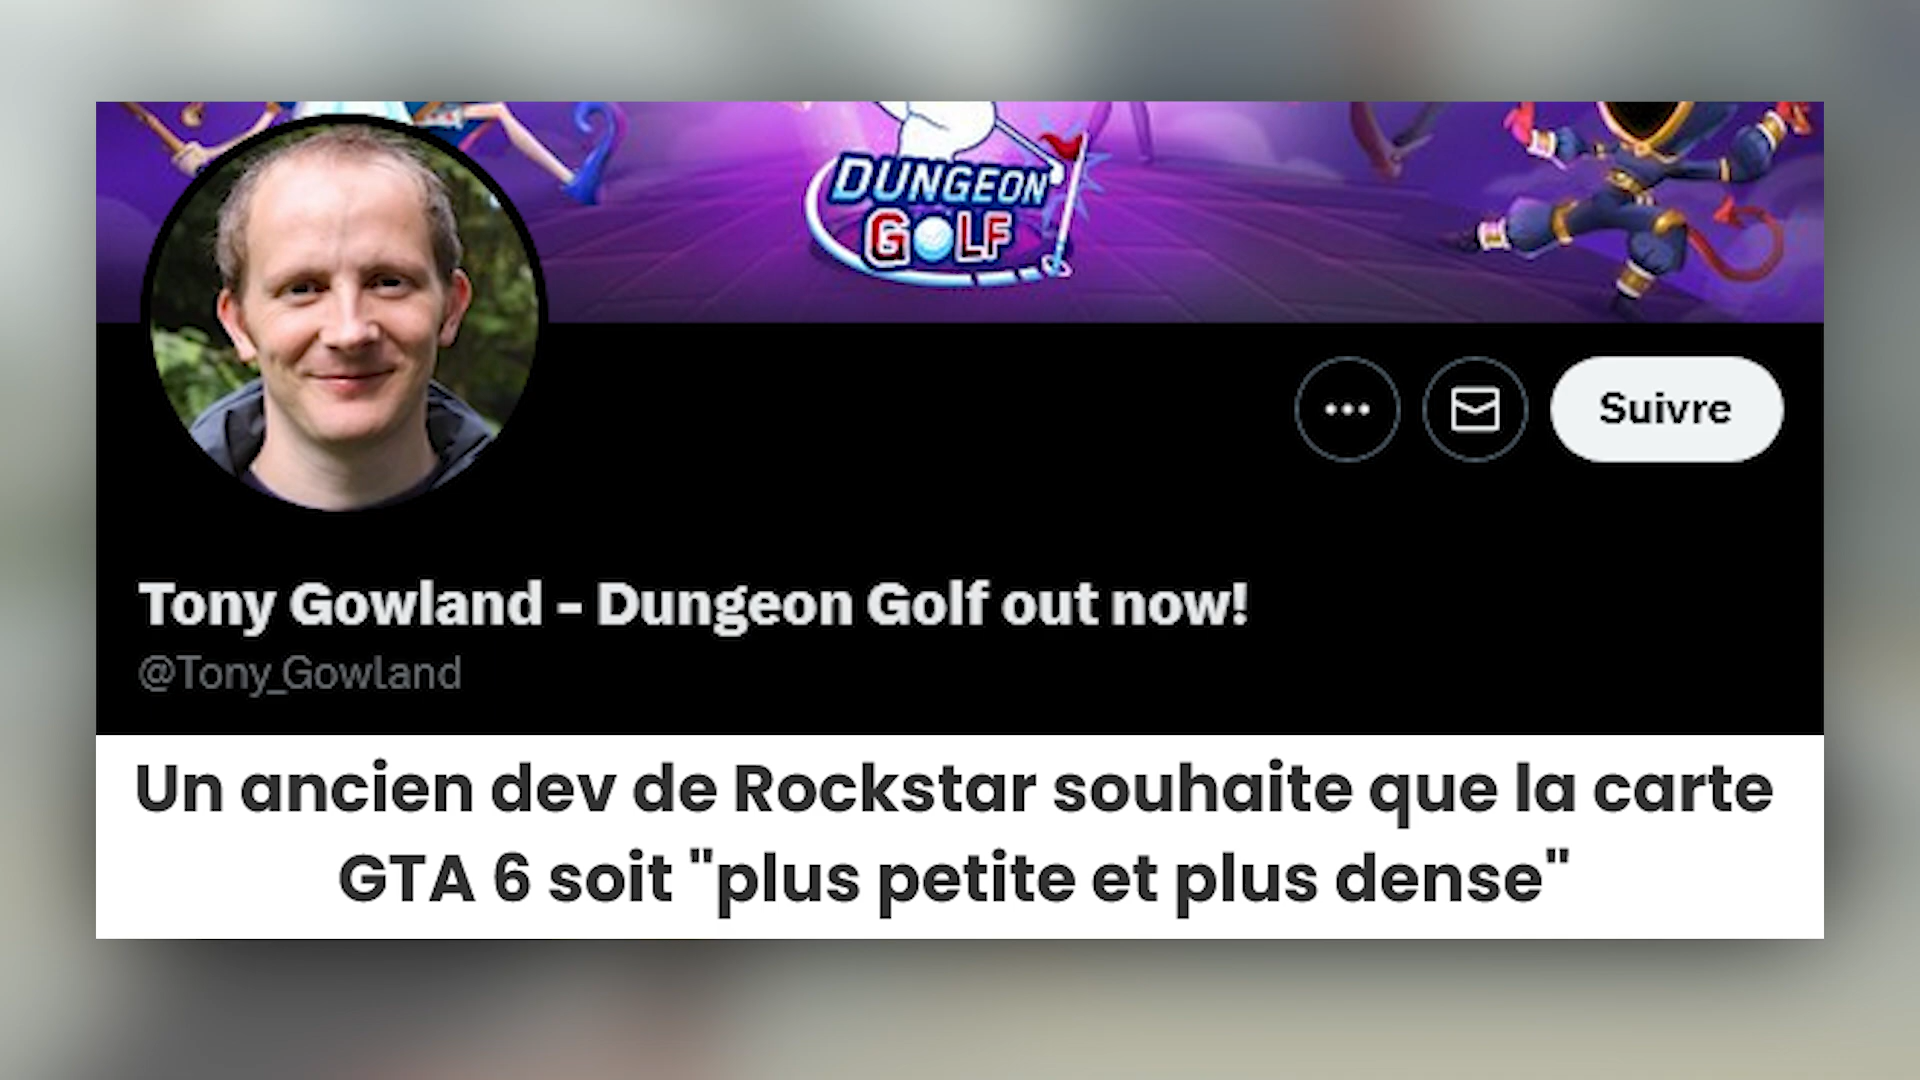 DUNGEON
GOLF
Suivre
Tony Gowland - Dungeon Golf out now!
@Tony_Gowland
Un ancien dev de Rockstar souhaite que la carte
GTA 6 soit "plus petite et plus dense"